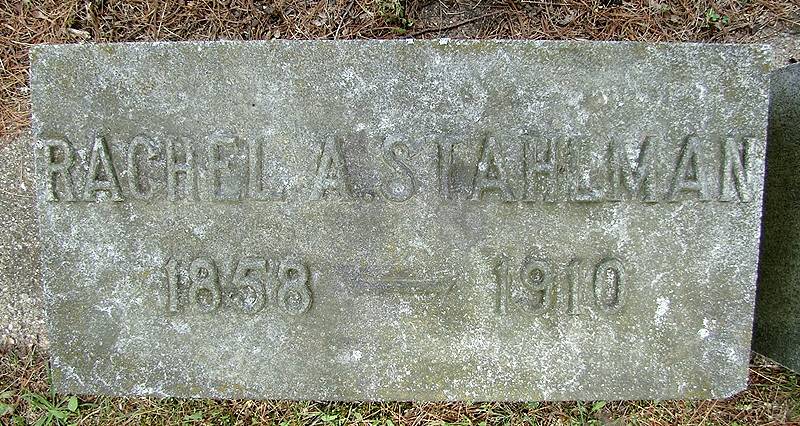 RACHEL A. STAHLMAN
1858 — 1910